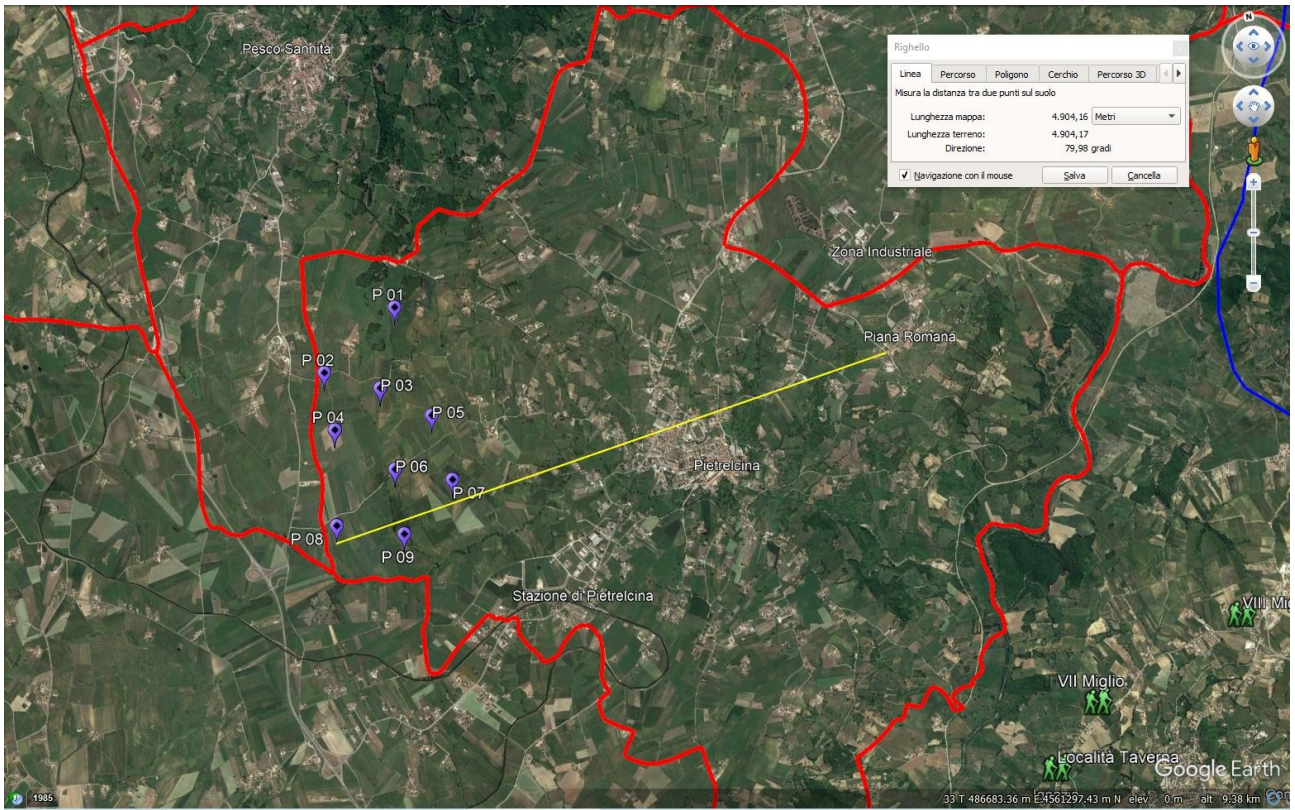 Pesco Sannita
Righello
Linea Percorso Poligono Cerchio Percorso 3D
Misura la distanza tra due punti sul suolo
Lunghezza mappa: 4.904,16 Metri
Lunghezza terreno: 4.904,17
Direzione: 79,98 gradi
Navigazione con il mouse Salva Cancella
N
Zona Industriale
P 01
Piana Romana
P 02
P 03
P 04
P 05
P 06
Pietrelcina
P 07
P 08
P 09
Stazione di Pietrelcina
VIII Mig
VII Miglio
Località Taverna
Google Earth
1985
33 T 486683.36 m E 4561297.43 m N elev 0 m alt 9.38 km